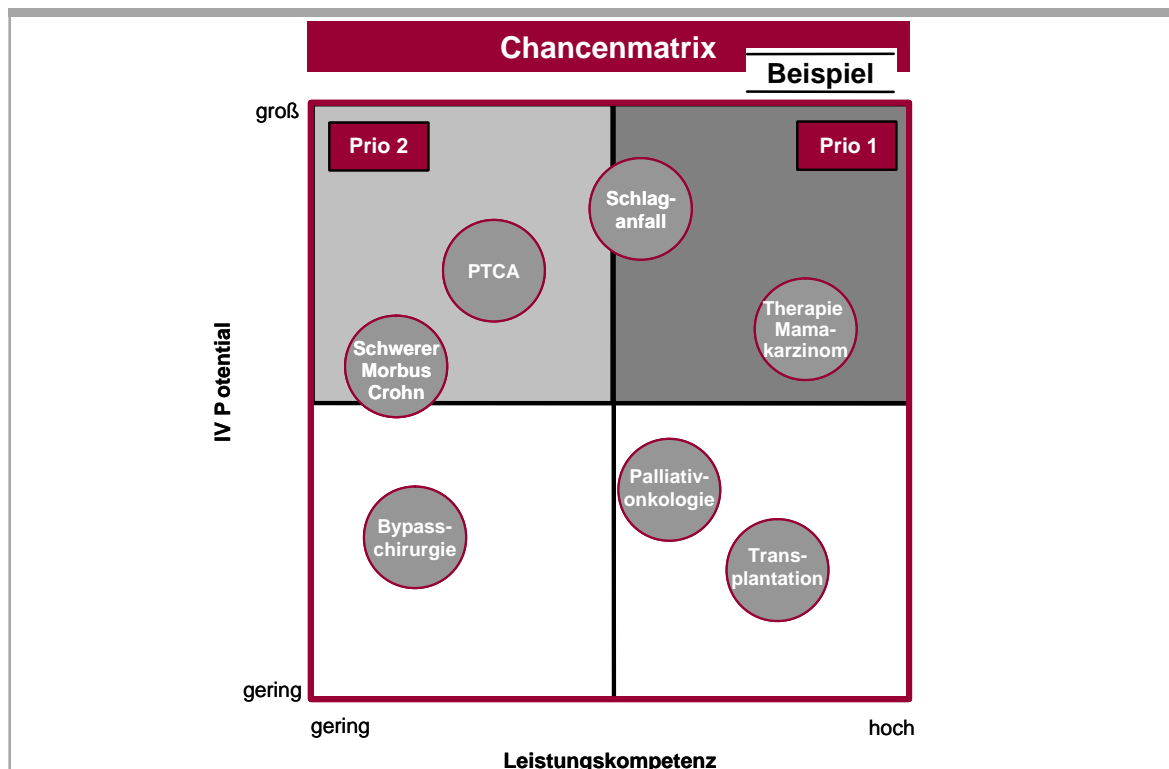 Chancenmatrix
Beispiel
groß
Prio 2
Prio 1
Schlag-
anfall
PTCA
Therapie
Mama-
karzinom
Schwerer
Morbus
Crohn
IV Potential
Palliativ-
onkologie
Bypass-
chirurgie
Trans-
plantation
gering
gering
hoch
Leistungskompetenz